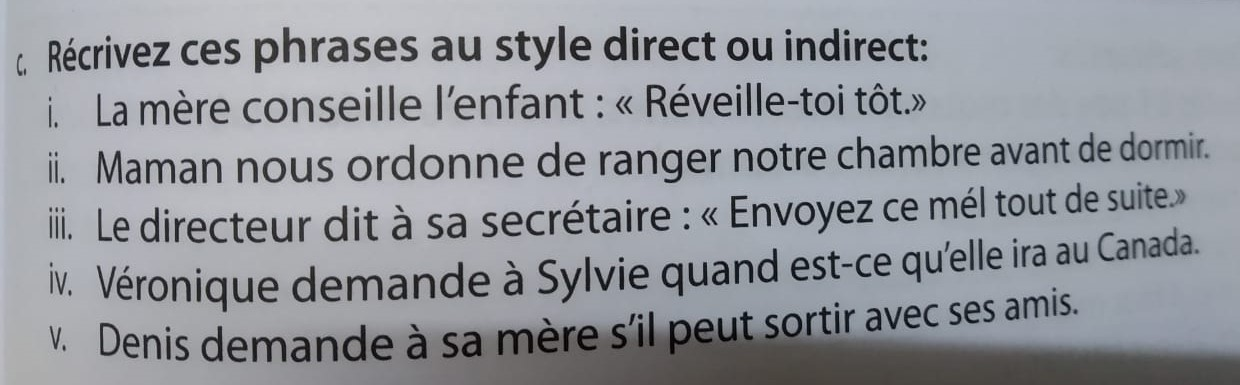 c. Récrivez ces phrases au style direct ou indirect:
i. La mère conseille l'enfant : « Réveille-toi tôt.»
ii. Maman nous ordonne de ranger notre chambre avant de dormir.
iii. Le directeur dit à sa secrétaire : « Envoyez ce mél tout de suite.»
iv. Véronique demande à Sylvie quand est-ce qu'elle ira au Canada.
v. Denis demande à sa mère s'il peut sortir avec ses amis.